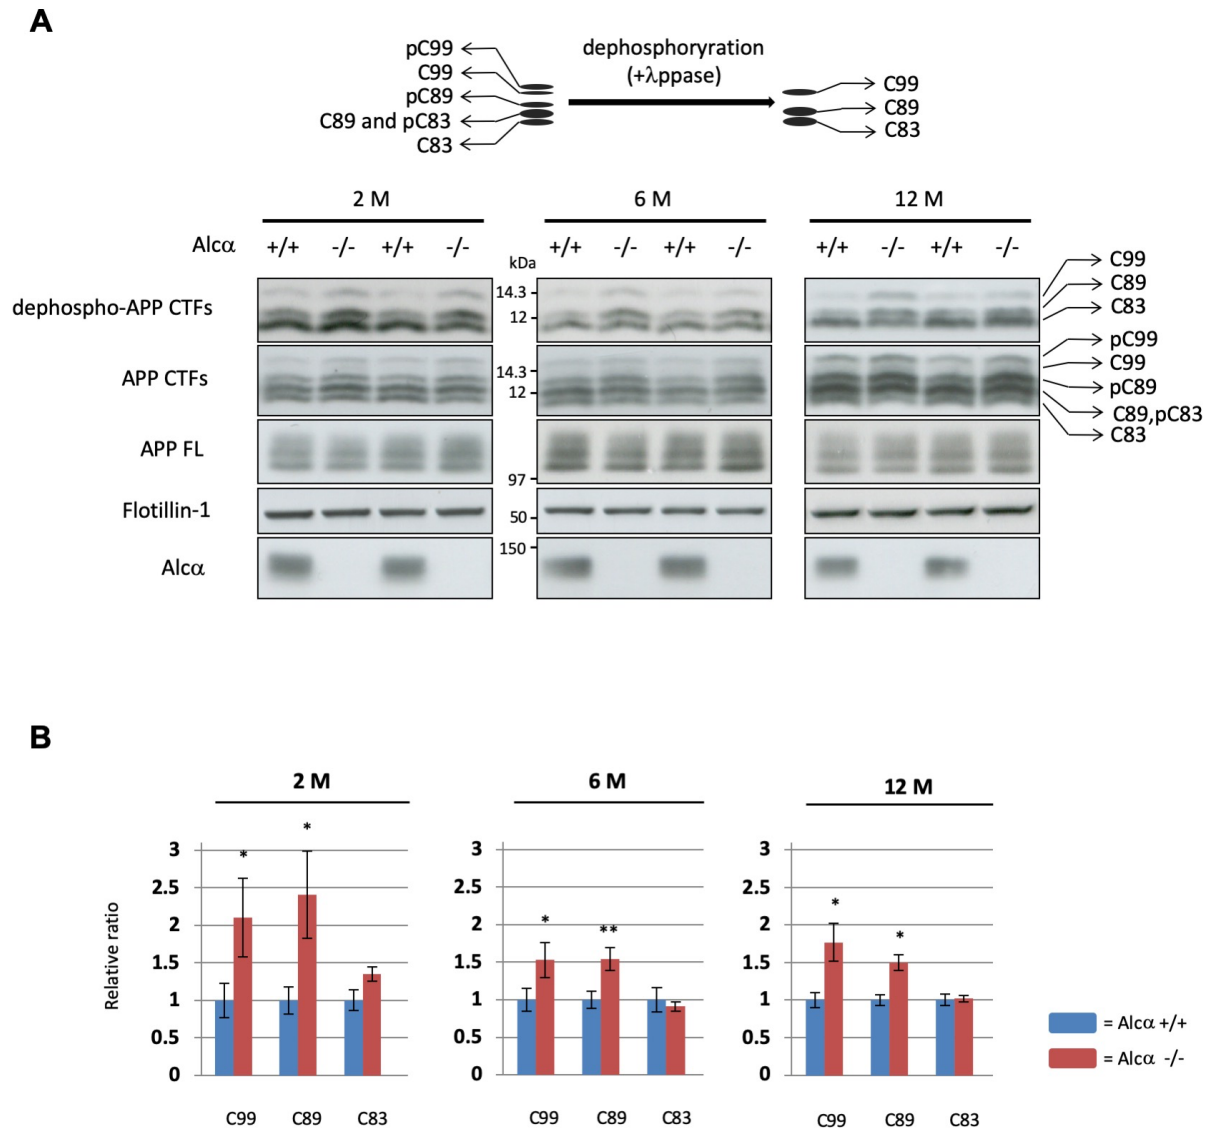 A
pC99
C99
pC89
C89 and pC83
C83
dephosphoryration
(+λppase)
C99
C89
C83
2 M
6 M
12 M
Alcα
+/+ -/- +/+ -/-
+/+ -/- +/+ -/-
+/+ -/- +/+ -/-
kDa
dephospho-APP CTFs
14.3
12
C99
C89
C83
APP CTFs
14.3
12
pC99
C99
pC89
C89,pC83
C83
APP FL
97
Flotillin-1
50
Alcα
150
B
2 M
6 M
12 M
Relative ratio
3
2.5
2
1.5
1
0.5
0
* *
C99 C89 C83
3
2.5
2
1.5
1
0.5
0
* **
C99 C89 C83
3
2.5
2
1.5
1
0.5
0
* *
C99 C89 C83
= Alcα +/+
= Alcα -/-